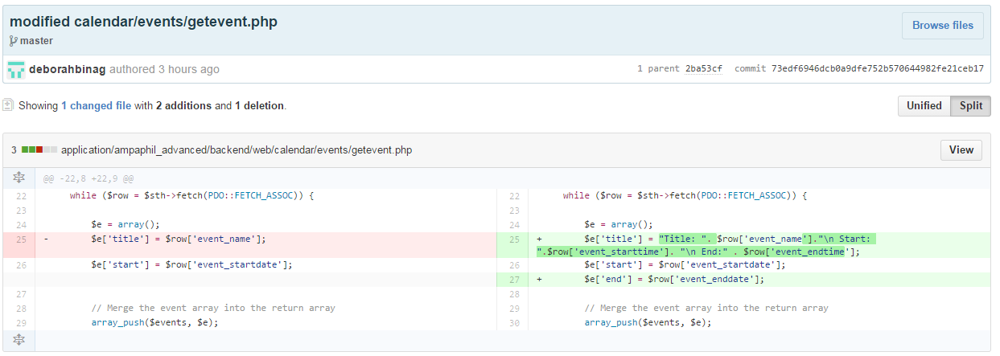 modified calendar/events/getevent.php
Browse files
master
deborahbinag authored 3 hours ago
1 parent 2ba53cf commit 73edf6946dcb0a9dfe752b570644982fe21ceb17
Showing 1 changed file with 2 additions and 1 deletion.
Unified Split
3 application/ampaphil_advanced/backend/web/calendar/events/getevent.php
View
@@ -22,8 +22,9 @@
22 while ($row = $sth->fetch(PDO::FETCH_ASSOC)) {
23
24 $e = array();
25 - $e['title'] = $row['event_name'];
26 $e['start'] = $row['event_startdate'];
27
28 // Merge the event array into the return array
29 array_push($events, $e);
22 while ($row = $sth->fetch(PDO::FETCH_ASSOC)) {
23
24 $e = array();
25 + $e['title'] = "Title: ". $row['event_name']."\n Start:
".$row['event_starttime']. "\n End:" . $row['event_endtime'];
26 $e['start'] = $row['event_startdate'];
27 + $e['end'] = $row['event_enddate'];
28
29 // Merge the event array into the return array
30 array_push($events, $e);